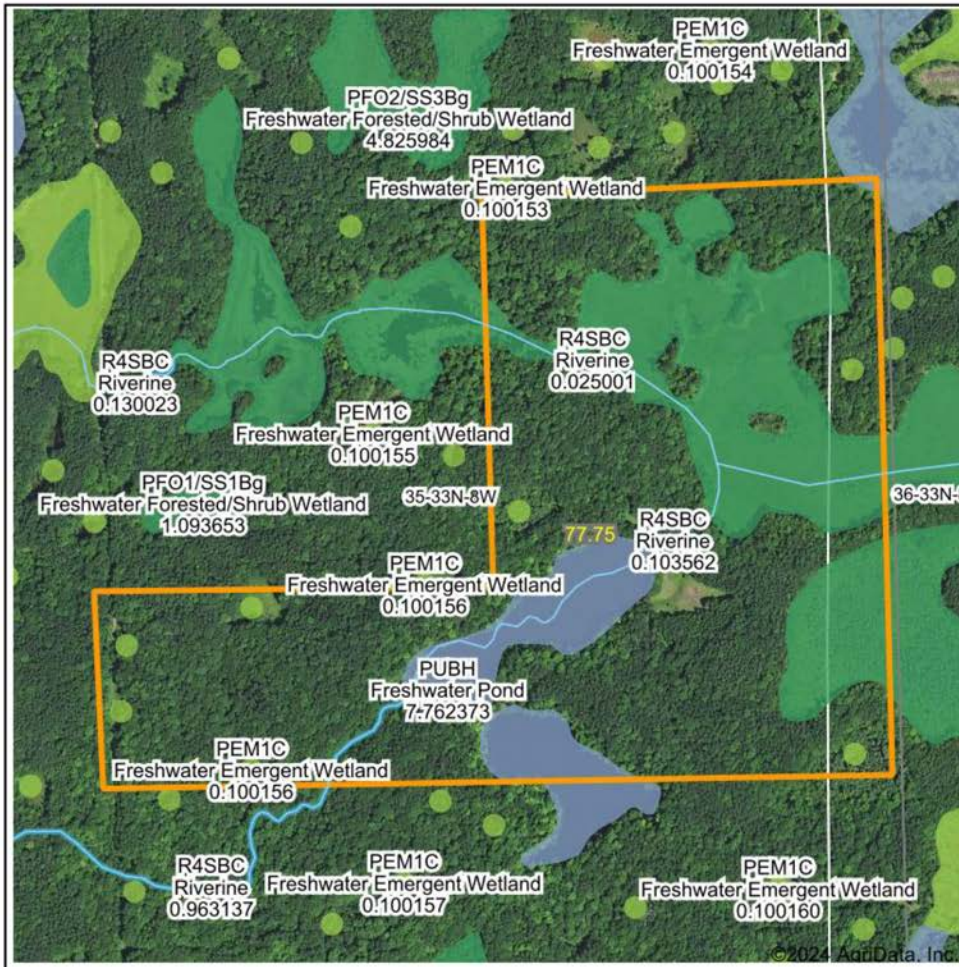 PEM1C
Freshwater Emergent Wetland
0.100154
PFO2/SS3Bg
Freshwater Forested/Shrub Wetland
4.825984
PEM1C
Freshwater Emergent Wetland
0.100153
R4SBC
Riverine
0.130023
R4SBC
Riverine
0.025001
PEM1C
Freshwater Emergent Wetland
0.100155
PFO1/SS1Bg
Freshwater Forested/Shrub Wetland
1.093653
35-33N-8W
36-33N-
77.75
R4SBC
Riverine
0.103562
PEM1C
Freshwater Emergent Wetland
0.100156
PUBH
Freshwater Pond
7.762373
PEM1C
Freshwater Emergent Wetland
0.100156
R4SBC
Riverine
0.963137
PEM1C
Freshwater Emergent Wetland
0.100157
PEM1C
Freshwater Emergent Wetland
0.100160
©2024 AgriData, Inc.